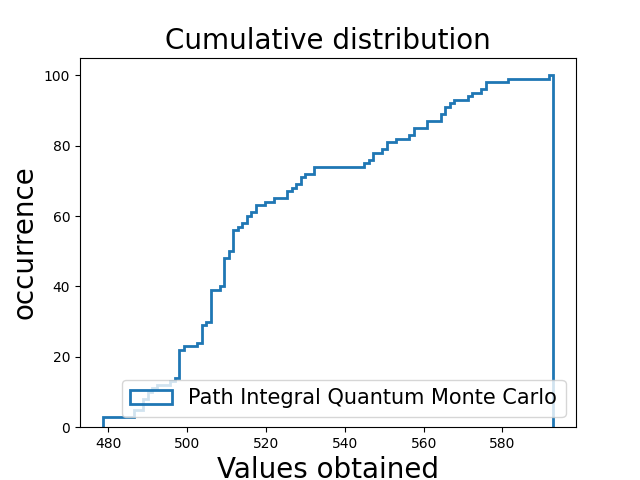 Cumulative distribution
occurrence
100
80
60
40
20
0
Path Integral Quantum Monte Carlo
480 500 520 540 560 580
Values obtained